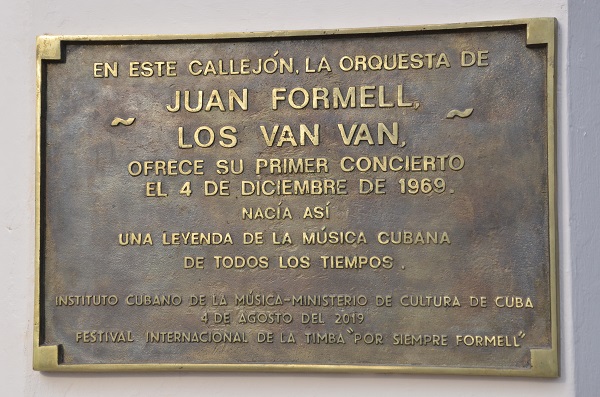 EN ESTE CALLEJÓN, LA ORQUESTA DE
JUAN FORMELL,
~ LOS VAN VAN, ~
OFRECE SU PRIMER CONCIERTO
EL 4 DE DICIEMBRE DE 1969.
NACÍA ASÍ
UNA LEYENDA DE LA MÚSICA CUBANA
DE TODOS LOS TIEMPOS.
INSTITUTO CUBANO DE LA MÚSICA-MINISTERIO DE CULTURA DE CUBA
4 DE AGOSTO DEL 2019
FESTIVAL INTERNACIONAL DE LA TIMBA "POR SIEMPRE FORMELL"